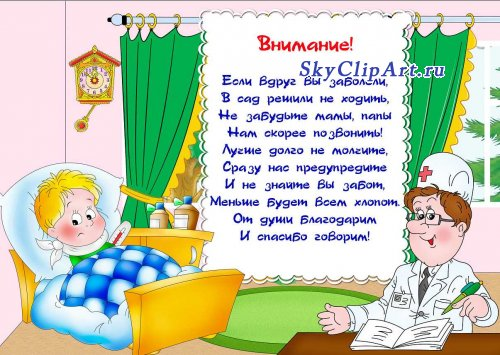 Внимание!
SkyClipArt.ru
Если вдруг вы заболели,
В сад решили не ходить,
Не забудьте мамы, папы
Нам скорее позвонить!
Лучше долго не молчите,
Сразу нас предупредите
И не знайте вы забот,
Меньше будет всем хлопот.
От души благодарим
И спасибо говорим!